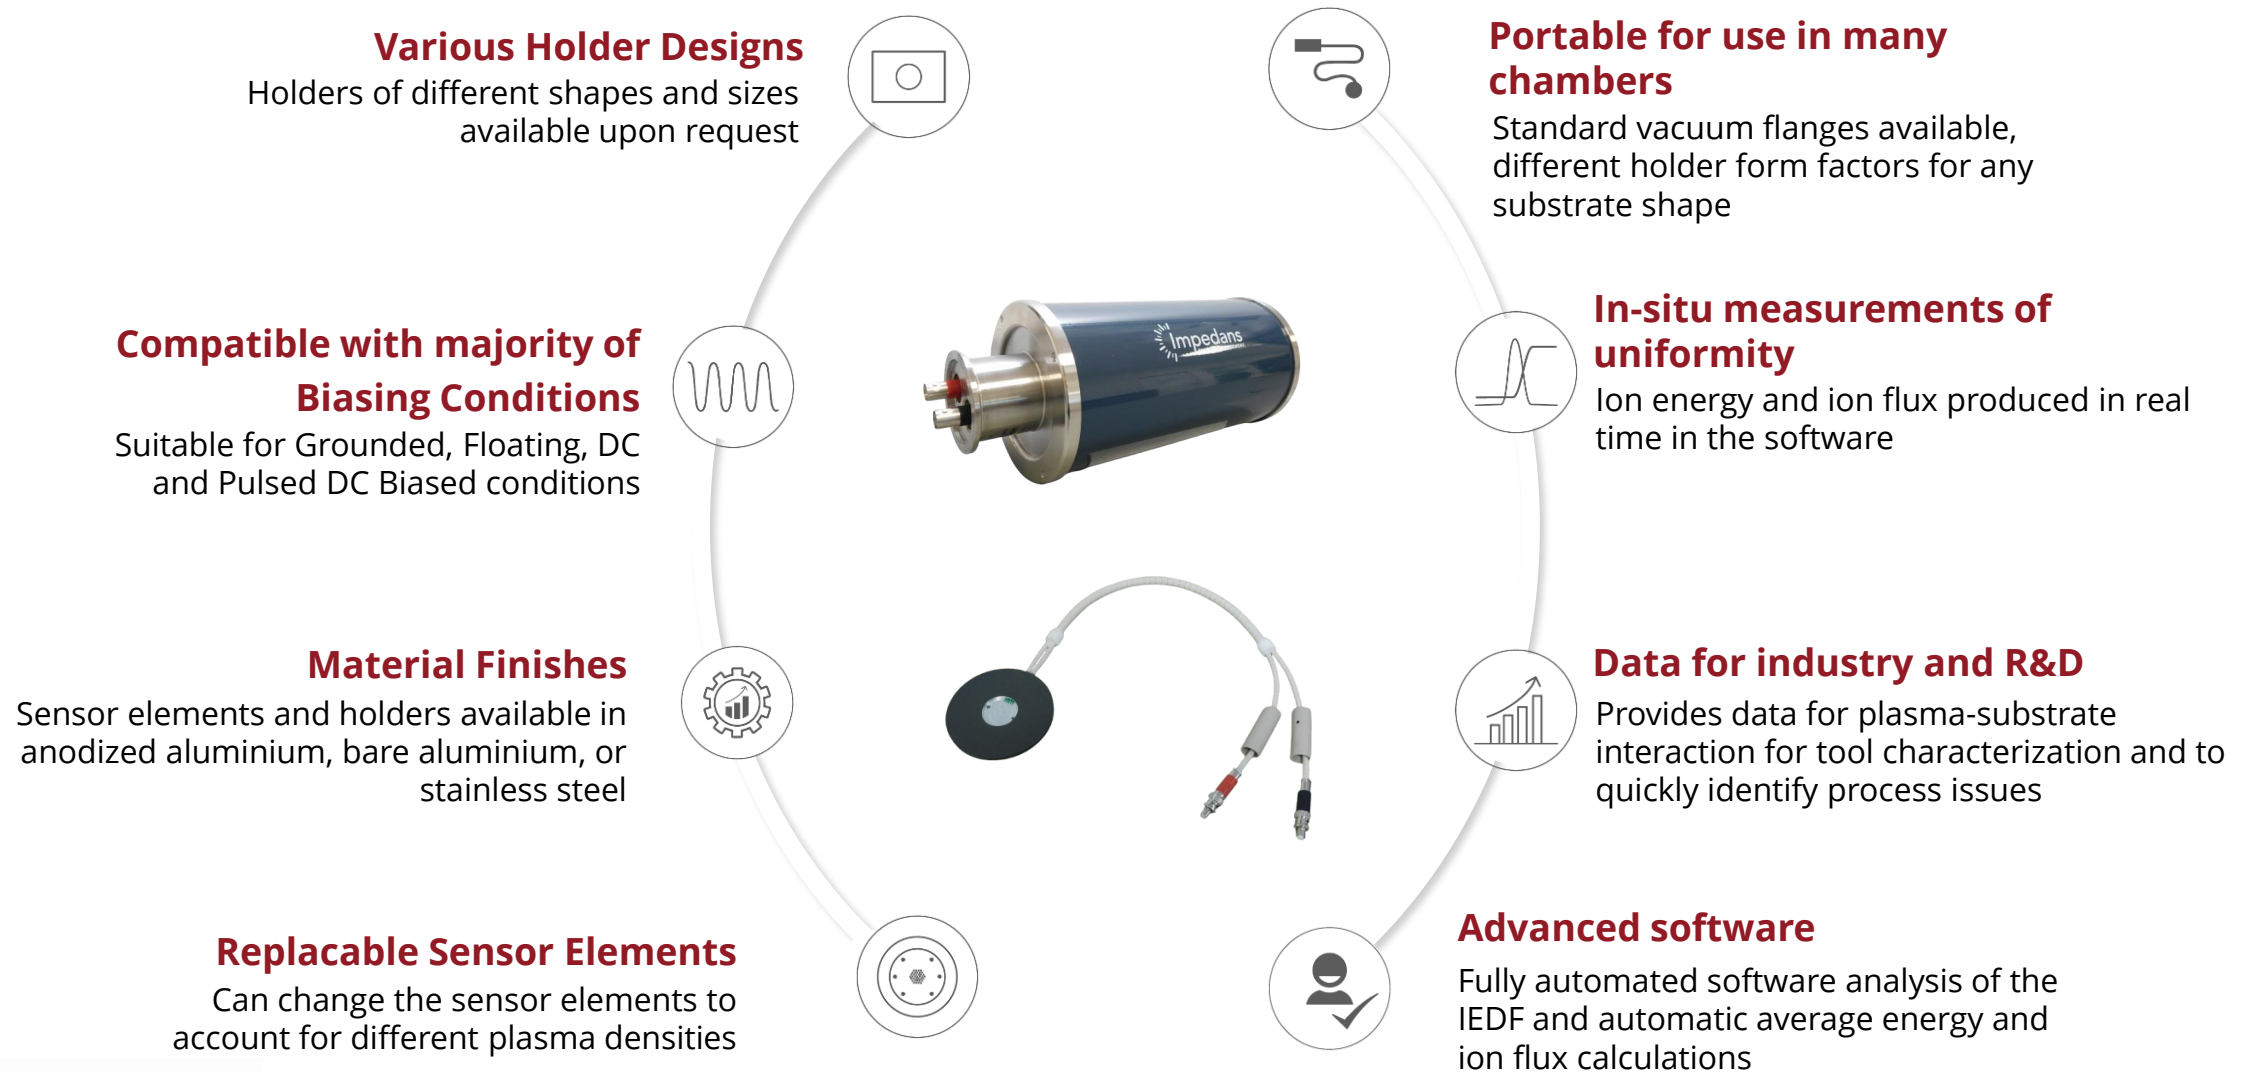 Various Holder Designs
Holders of different shapes and sizes
available upon request
Compatible with majority of
Biasing Conditions
Suitable for Grounded, Floating, DC
and Pulsed DC Biased conditions
Material Finishes
Sensor elements and holders available in
anodized aluminium, bare aluminium, or
stainless steel
Replacable Sensor Elements
Can change the sensor elements to
account for different plasma densities
Impedans
Portable for use in many
chambers
Standard vacuum flanges available,
different holder form factors for any
substrate shape
In-situ measurements of
uniformity
Ion energy and ion flux produced in real
time in the software
Data for industry and R&D
Provides data for plasma-substrate
interaction for tool characterization and to
quickly identify process issues
Advanced software
Fully automated software analysis of the
IEDF and automatic average energy and
ion flux calculations